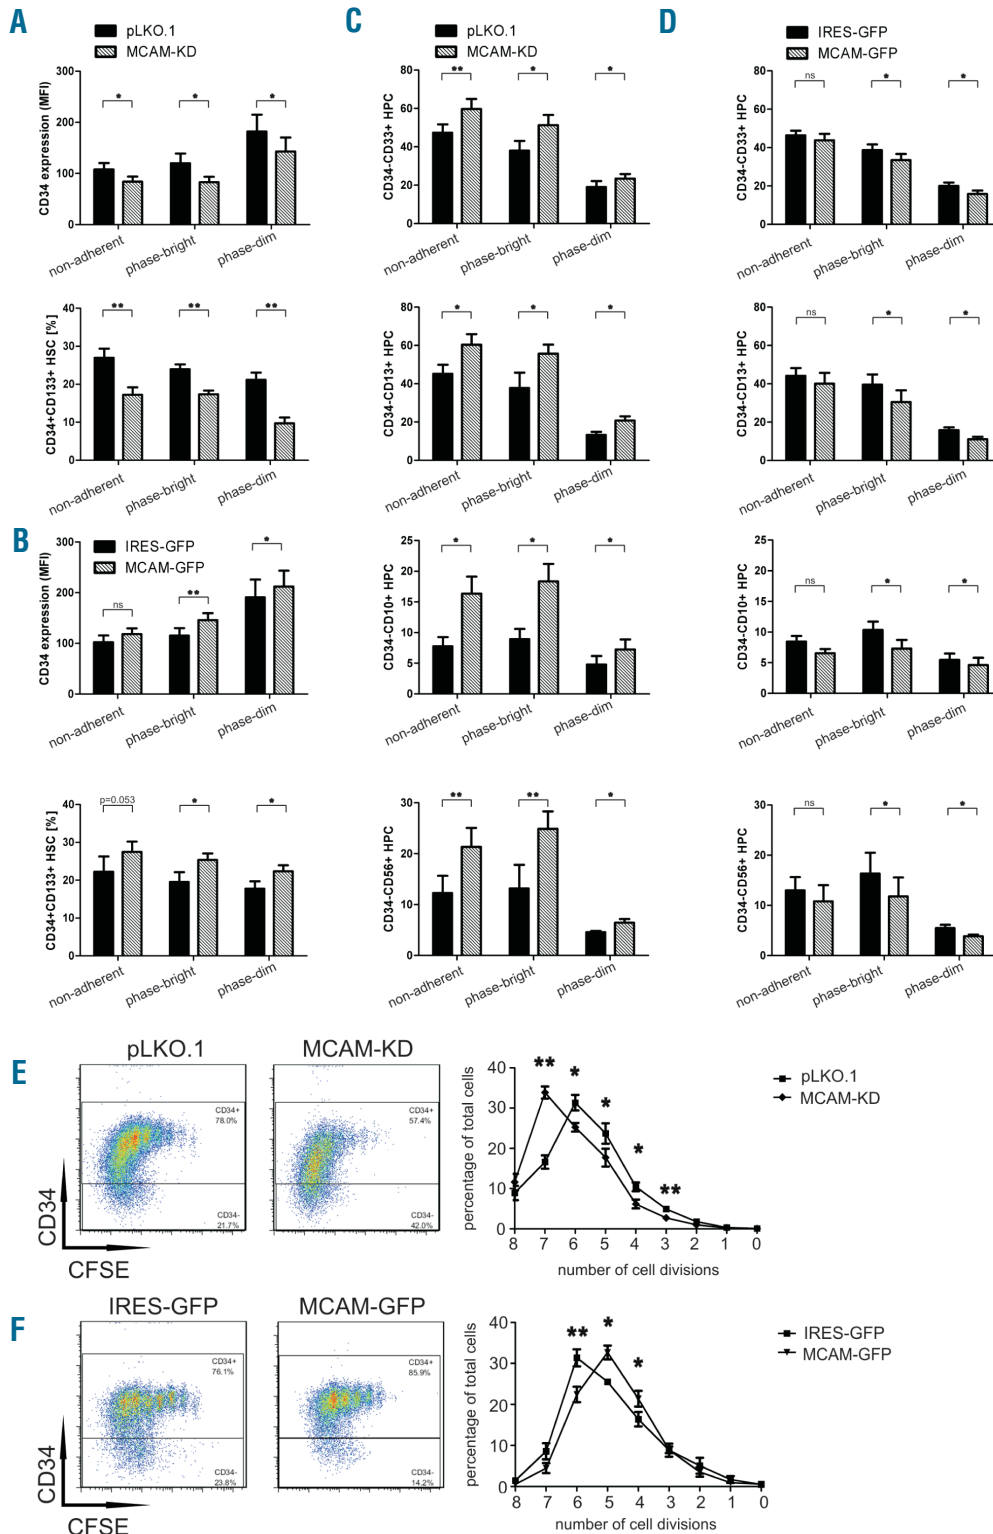 A
pLKO.1
MCAM-KD
CD34 expression (MFI)
300
200
100
0
* * *
non-adherent
phase-bright
phase-dim
CD34+CD133+ HSC [%]
40
30
20
10
0
** ** **
non-adherent
phase-bright
phase-dim
B
IRES-GFP
MCAM-GFP
CD34 expression (MFI)
300
200
100
0
ns ** *
non-adherent
phase-bright
phase-dim
CD34+CD133+ HSC [%]
40
30
20
10
0
p=0.053 * *
non-adherent
phase-bright
phase-dim
C
pLKO.1
MCAM-KD
CD34-CD33+ HPC
80
60
40
20
0
** * *
non-adherent
phase-bright
phase-dim
CD34-CD13+ HPC
80
60
40
20
0
* * *
non-adherent
phase-bright
phase-dim
CD34-CD10+ HPC
25
20
15
10
5
0
* * *
non-adherent
phase-bright
phase-dim
CD34-CD56+ HPC
30
20
10
0
** ** *
non-adherent
phase-bright
phase-dim
D
IRES-GFP
MCAM-GFP
CD34-CD33+ HPC
80
60
40
20
0
ns * *
non-adherent
phase-bright
phase-dim
CD34-CD13+ HPC
80
60
40
20
0
ns * *
non-adherent
phase-bright
phase-dim
CD34-CD10+ HPC
25
20
15
10
5
0
ns * *
non-adherent
phase-bright
phase-dim
CD34-CD56+ HPC
30
20
10
0
ns * *
non-adherent
phase-bright
phase-dim
E
pLKO.1
CD34+
78.0%
CD34-
21.7%
MCAM-KD
CD34+
57.4%
CD34-
42.0%
CD34
CFSE
percentage of total cells
40
30
20
10
0
** * * * **
8 7 6 5 4 3 2 1 0
number of cell divisions
pLKO.1
MCAM-KD
F
IRES-GFP
CD34+
76.1%
CD34-
23.8%
MCAM-GFP
CD34+
85.9%
CD34-
14.2%
CD34
CFSE
percentage of total cells
40
30
20
10
0
** * *
8 7 6 5 4 3 2 1 0
number of cell divisions
IRES-GFP
MCAM-GFP